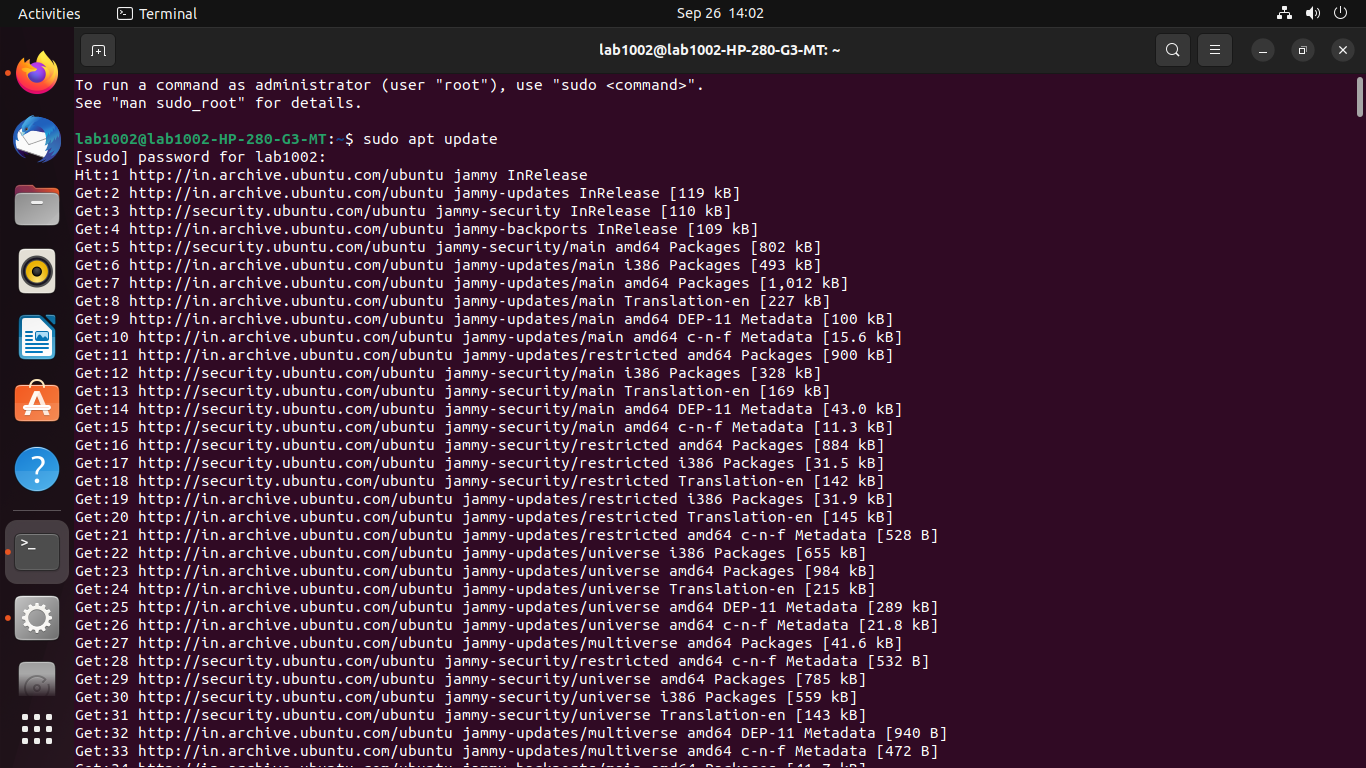 Activities
Terminal
Sep 26 14:02
lab1002@lab1002-HP-280-G3-MT: ~
To run a command as administrator (user "root"), use "sudo <command>".
See "man sudo_root" for details.
lab1002@lab1002-HP-280-G3-MT:~$ sudo apt update
[sudo] password for lab1002:
Hit:1 http://in.archive.ubuntu.com/ubuntu jammy InRelease
Get:2 http://in.archive.ubuntu.com/ubuntu jammy-updates InRelease [119 kB]
Get:3 http://security.ubuntu.com/ubuntu jammy-security InRelease [110 kB]
Get:4 http://in.archive.ubuntu.com/ubuntu jammy-backports InRelease [109 kB]
Get:5 http://security.ubuntu.com/ubuntu jammy-security/main amd64 Packages [802 kB]
Get:6 http://in.archive.ubuntu.com/ubuntu jammy-updates/main i386 Packages [493 kB]
Get:7 http://in.archive.ubuntu.com/ubuntu jammy-updates/main amd64 Packages [1,012 kB]
Get:8 http://in.archive.ubuntu.com/ubuntu jammy-updates/main Translation-en [227 kB]
Get:9 http://in.archive.ubuntu.com/ubuntu jammy-updates/main amd64 DEP-11 Metadata [100 kB]
Get:10 http://in.archive.ubuntu.com/ubuntu jammy-updates/main amd64 c-n-f Metadata [15.6 kB]
Get:11 http://in.archive.ubuntu.com/ubuntu jammy-updates/restricted amd64 Packages [900 kB]
Get:12 http://security.ubuntu.com/ubuntu jammy-security/main i386 Packages [328 kB]
Get:13 http://security.ubuntu.com/ubuntu jammy-security/main Translation-en [169 kB]
Get:14 http://security.ubuntu.com/ubuntu jammy-security/main amd64 DEP-11 Metadata [43.0 kB]
Get:15 http://security.ubuntu.com/ubuntu jammy-security/main amd64 c-n-f Metadata [11.3 kB]
Get:16 http://security.ubuntu.com/ubuntu jammy-security/restricted amd64 Packages [884 kB]
Get:17 http://security.ubuntu.com/ubuntu jammy-security/restricted i386 Packages [31.5 kB]
Get:18 http://security.ubuntu.com/ubuntu jammy-security/restricted Translation-en [142 kB]
Get:19 http://in.archive.ubuntu.com/ubuntu jammy-updates/restricted i386 Packages [31.9 kB]
Get:20 http://in.archive.ubuntu.com/ubuntu jammy-updates/restricted Translation-en [145 kB]
Get:21 http://in.archive.ubuntu.com/ubuntu jammy-updates/restricted amd64 c-n-f Metadata [528 B]
Get:22 http://in.archive.ubuntu.com/ubuntu jammy-updates/universe i386 Packages [655 kB]
Get:23 http://in.archive.ubuntu.com/ubuntu jammy-updates/universe amd64 Packages [984 kB]
Get:24 http://in.archive.ubuntu.com/ubuntu jammy-updates/universe Translation-en [215 kB]
Get:25 http://in.archive.ubuntu.com/ubuntu jammy-updates/universe amd64 DEP-11 Metadata [289 kB]
Get:26 http://in.archive.ubuntu.com/ubuntu jammy-updates/universe amd64 c-n-f Metadata [21.8 kB]
Get:27 http://in.archive.ubuntu.com/ubuntu jammy-updates/multiverse amd64 Packages [41.6 kB]
Get:28 http://security.ubuntu.com/ubuntu jammy-security/restricted amd64 c-n-f Metadata [532 B]
Get:29 http://security.ubuntu.com/ubuntu jammy-security/universe amd64 Packages [785 kB]
Get:30 http://security.ubuntu.com/ubuntu jammy-security/universe i386 Packages [559 kB]
Get:31 http://security.ubuntu.com/ubuntu jammy-security/universe Translation-en [143 kB]
Get:32 http://in.archive.ubuntu.com/ubuntu jammy-updates/multiverse amd64 DEP-11 Metadata [940 B]
Get:33 http://in.archive.ubuntu.com/ubuntu jammy-updates/multiverse amd64 c-n-f Metadata [472 B]